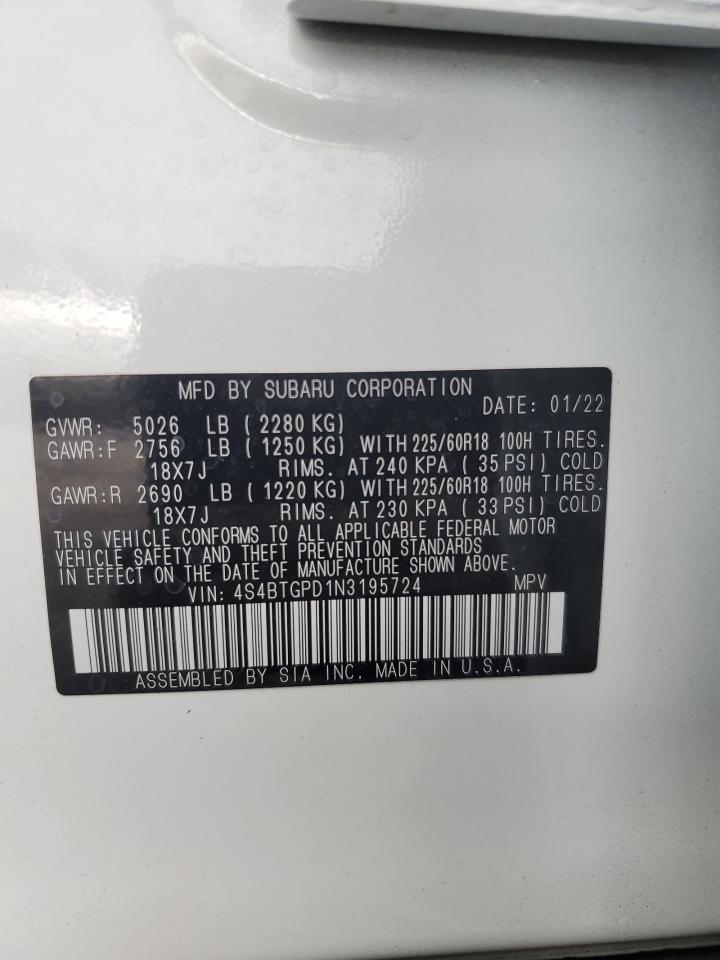 MFD BY SUBARU CORPORATION
DATE: 01/22
GVWR: 5026 LB ( 2280 KG)
GAWR:F 2756 LB ( 1250 KG) WITH 225/60R18 100H TIRES.
18X7J RIMS. AT 240 KPA ( 35 PSI) COLD
GAWR:R 2690 LB ( 1220 KG) WITH 225/60R18 100H TIRES.
18X7J RIMS. AT 230 KPA ( 33 PSI) COLD
THIS VEHICLE CONFORMS TO ALL APPLICABLE FEDERAL MOTOR
VEHICLE SAFETY AND THEFT PREVENTION STANDARDS
IN EFFECT ON THE DATE OF MANUFACTURE SHOWN ABOVE.
VIN: 4S4BTGPD1N3195724 MPV
ASSEMBLED BY SIA INC. MADE IN U.S.A.